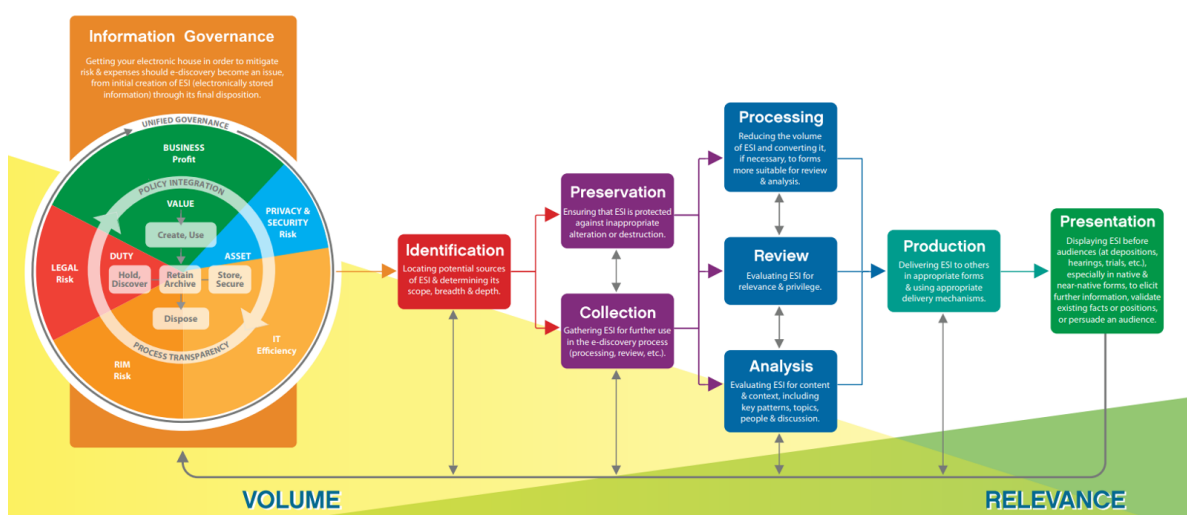 Information Governance
Getting your electronic house in order to mitigate
risk & expenses should e-discovery become an issue,
from initial creation of ESI (electronically stored
information) through its final disposition.
UNIFIED GOVERNANCE
BUSINESS
Profit
POLICY INTEGRATION
VALUE
Create, Use
PRIVACY &
SECURITY
Risk
LEGAL
Risk
DUTY
ASSET
Hold,
Discover
Retain
Archive
Store,
Secure
Dispose
PROCESS TRANSPARENCY
RIM
Risk
IT
Efficiency
Identification
Locating potential sources
of ESI & determining its
scope, breadth & depth.
Preservation
Ensuring that ESI is protected
against inappropriate
alteration or destruction.
Collection
Gathering ESI for further use
in the e-discovery process
(processing, review, etc.).
Processing
Reducing the volume
of ESI and converting it,
if necessary, to forms
more suitable for review
& analysis.
Review
Evaluating ESI for
relevance & privilege.
Analysis
Evaluating ESI for content
& context, including
key patterns, topics,
people & discussion.
Production
Delivering ESI to others
in appropriate forms
& using appropriate
delivery mechanisms.
Presentation
Displaying ESI before
audiences (at depositions,
hearings, trials, etc.),
especially in native &
near-native forms, to elicit
further information, validate
existing facts or positions,
or persuade an audience.
VOLUME
RELEVANCE